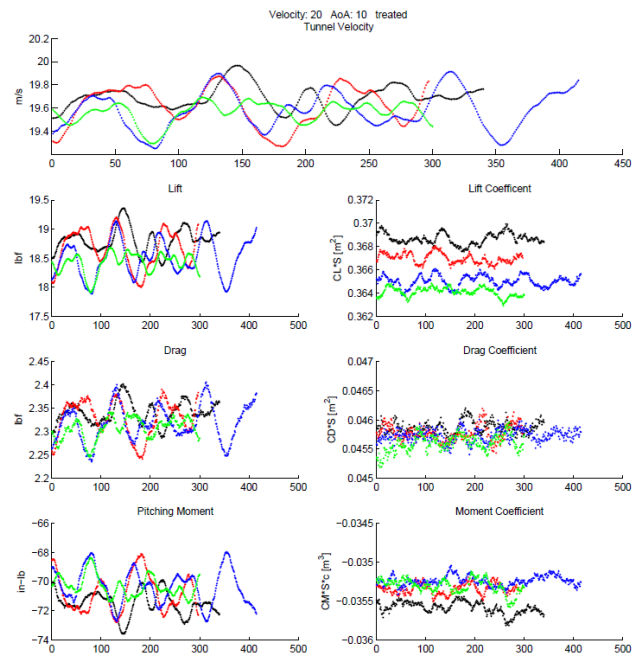 Velocity: 20 AoA: 10 treated
Tunnel Velocity
20.2
20
19.8
19.6
19.4
m/s
0 50 100 150 200 250 300 350 400 450
Lift
19.5
19
18.5
18
17.5
lbf
0 100 200 300 400 500
Lift Coefficent
0.372
0.37
0.368
0.366
0.364
0.362
CL*S [m²]
0 100 200 300 400 500
Drag
2.45
2.4
2.35
2.3
2.25
2.2
lbf
0 100 200 300 400 500
Drag Coefficient
0.047
0.0465
0.046
0.0455
0.045
CD*S [m²]
0 100 200 300 400 500
Pitching Moment
−66
−68
−70
−72
−74
in−lb
0 100 200 300 400 500
Moment Coefficient
−0.0345
−0.035
−0.0355
−0.036
CM*S*c [m³]
0 100 200 300 400 500